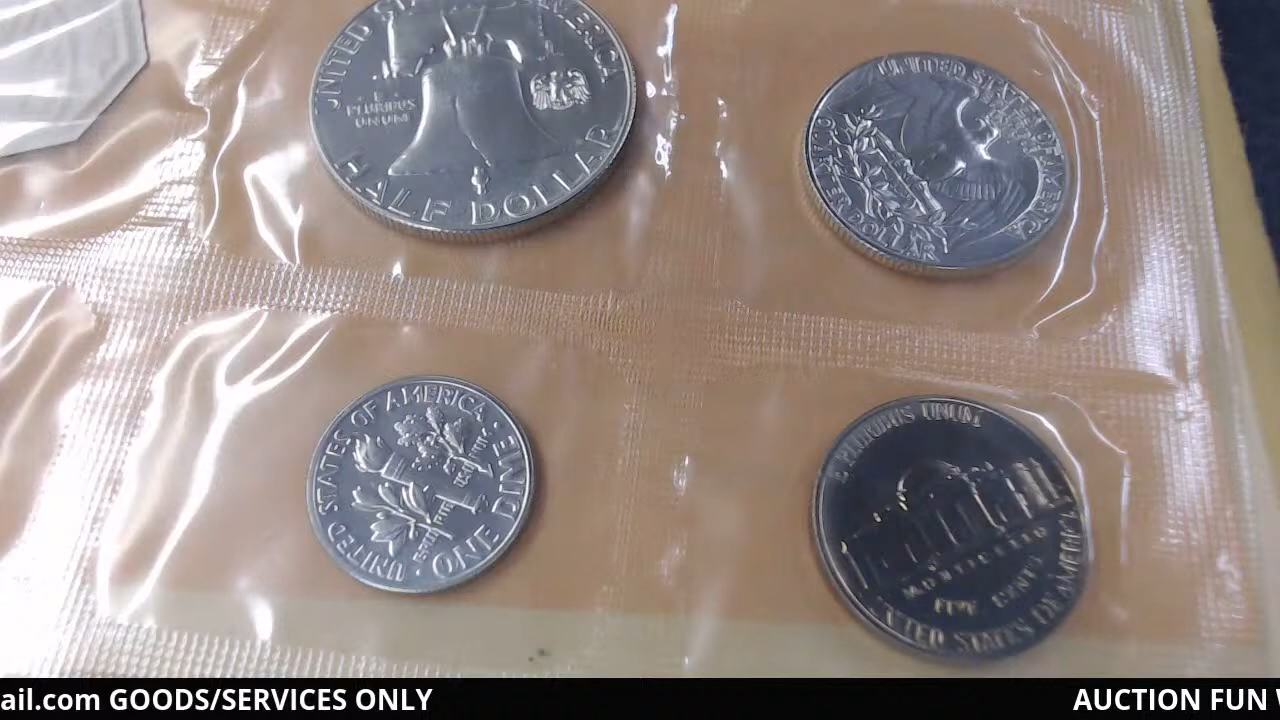 UNITED STATES OF AMERICA
E
PLURIBUS
UNUM
HALF DOLLAR
UNITED STATES OF AMERICA
QUARTER DOLLAR
UNITED STATES OF AMERICA
ONE DIME
E PLURIBUS UNUM
MONTICELLO
FIVE CENTS
UNITED STATES OF AMERICA
ail.com GOODS/SERVICES ONLY
AUCTION FUN